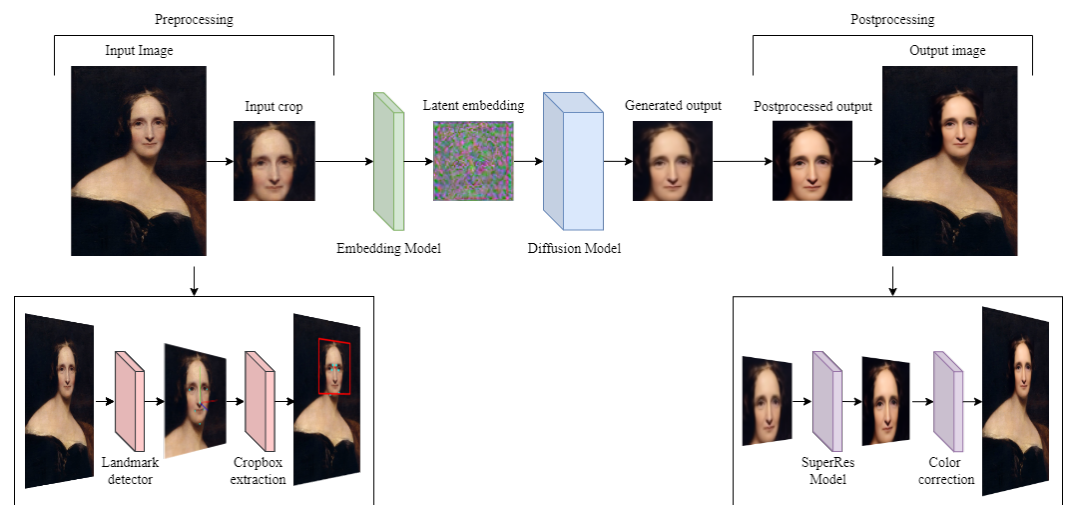 Preprocessing
Postprocessing
Input Image
Output image
Input crop
Latent embedding
Generated output
Postprocessed output
Embedding Model
Diffusion Model
Landmark
detector
Cropbox
extraction
SuperRes
Model
Color
correction